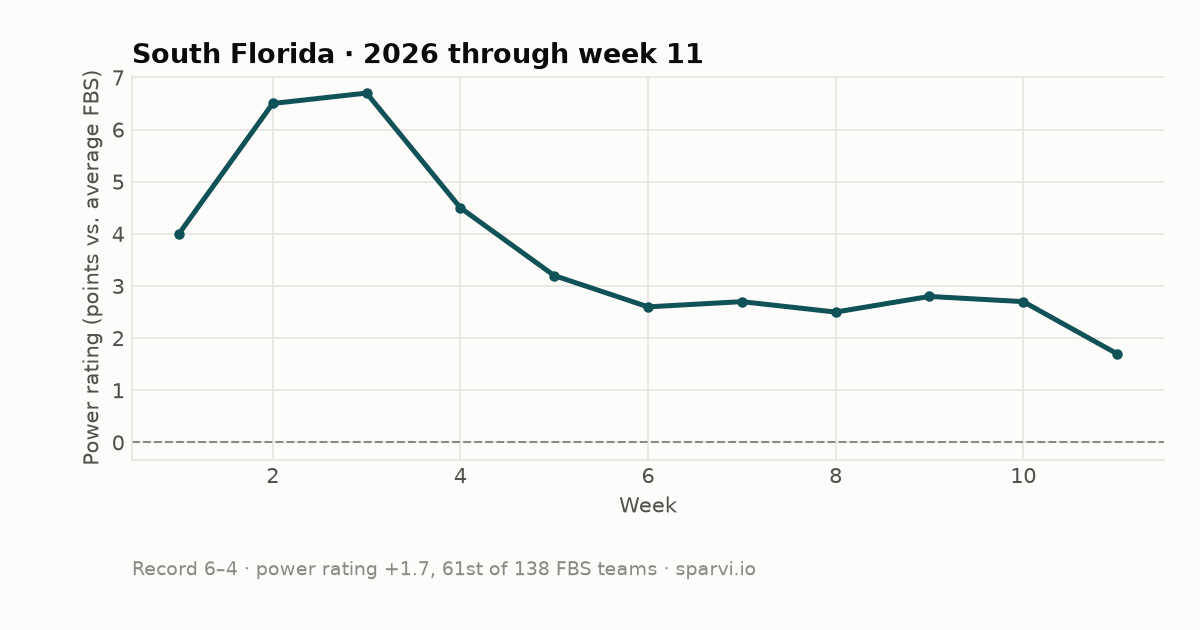 South Florida · 2026 through week 11
Power rating (points vs. average FBS)
7
6
5
4
3
2
1
0
2 4 6 8 10
Week
Record 6–4 · power rating +1.7, 61st of 138 FBS teams · sparvi.io